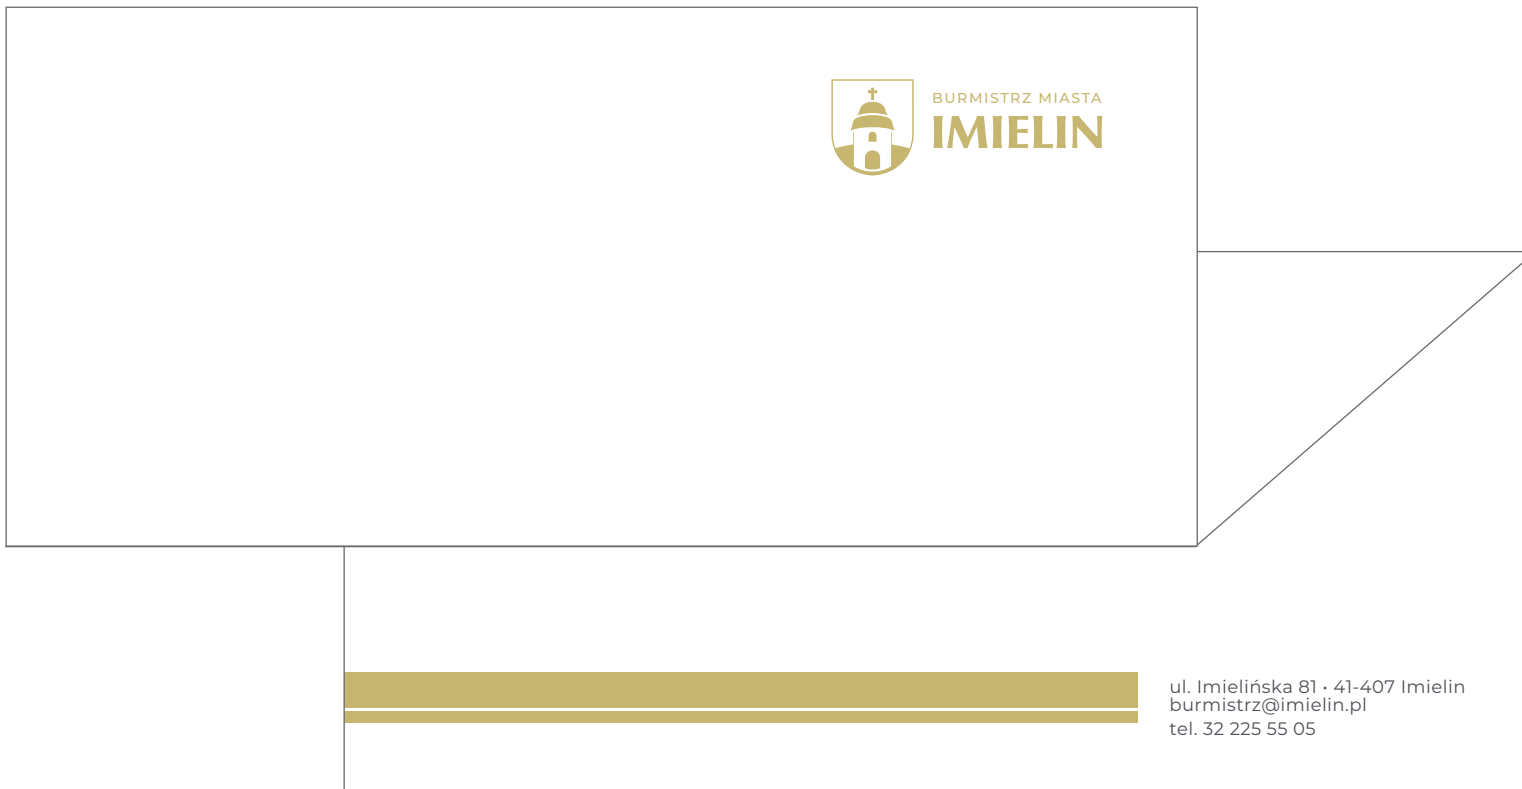 BURMISTRZ MIASTA
IMIELIN
ul. Imielińska 81 • 41-407 Imielin
burmistrz@imielin.pl
tel. 32 225 55 05